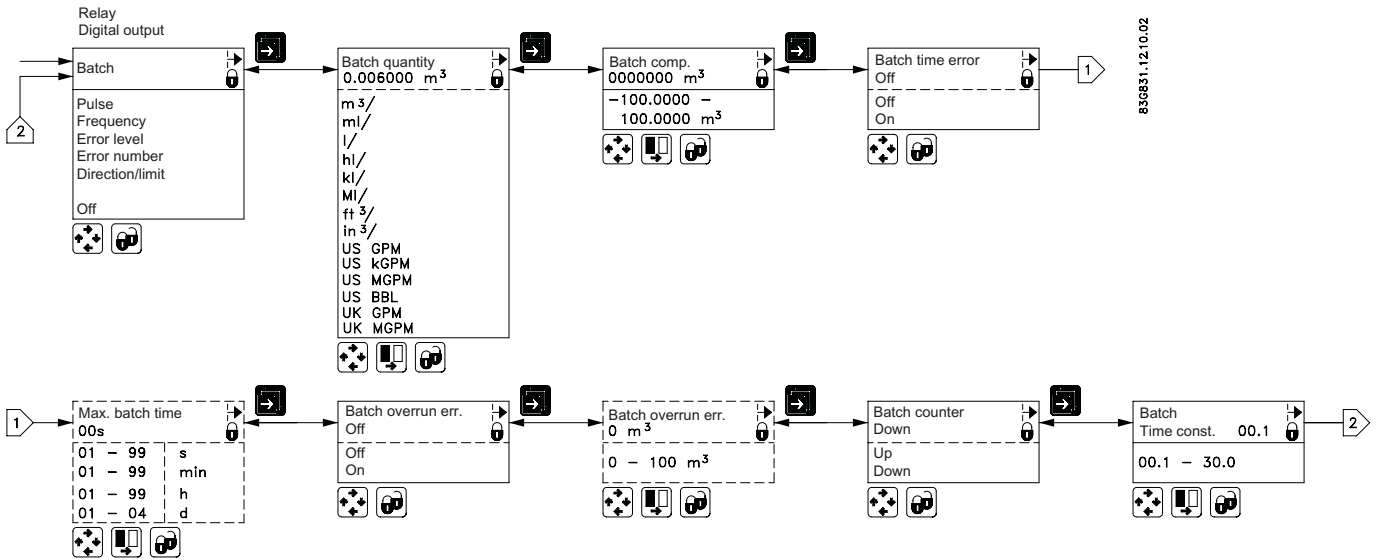 Relay
Digital output
Batch
Pulse
Frequency
Error level
Error number
Direction/limit
Off
2
Batch quantity
0.006000 m³
m³/
ml/
l/
hl/
kl/
Ml/
ft³/
in³/
US GPM
US kGPM
US MGPM
US BBL
UK GPM
UK MGPM
Batch comp.
0000000 m³
-100.0000 -
100.0000 m³
Batch time error
Off
Off
On
1
83G831.1210.02
1
Max. batch time
00s
01 - 99 s
01 - 99 min
01 - 99 h
01 - 04 d
Batch overrun err.
Off
Off
On
Batch overrun err.
0 m³
0 - 100 m³
Batch counter
Down
Up
Down
Batch
Time const. 00.1
00.1 - 30.0
2